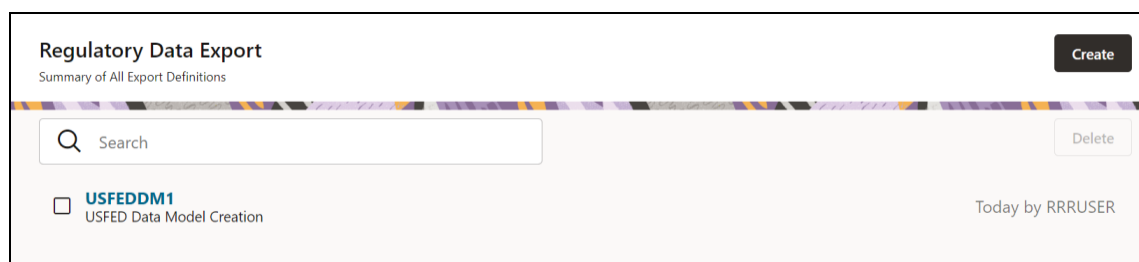 Regulatory Data Export
Create
Summary of All Export Definitions
Search
Delete
USFEDDM1
USFED Data Model Creation
Today by RRRUSER